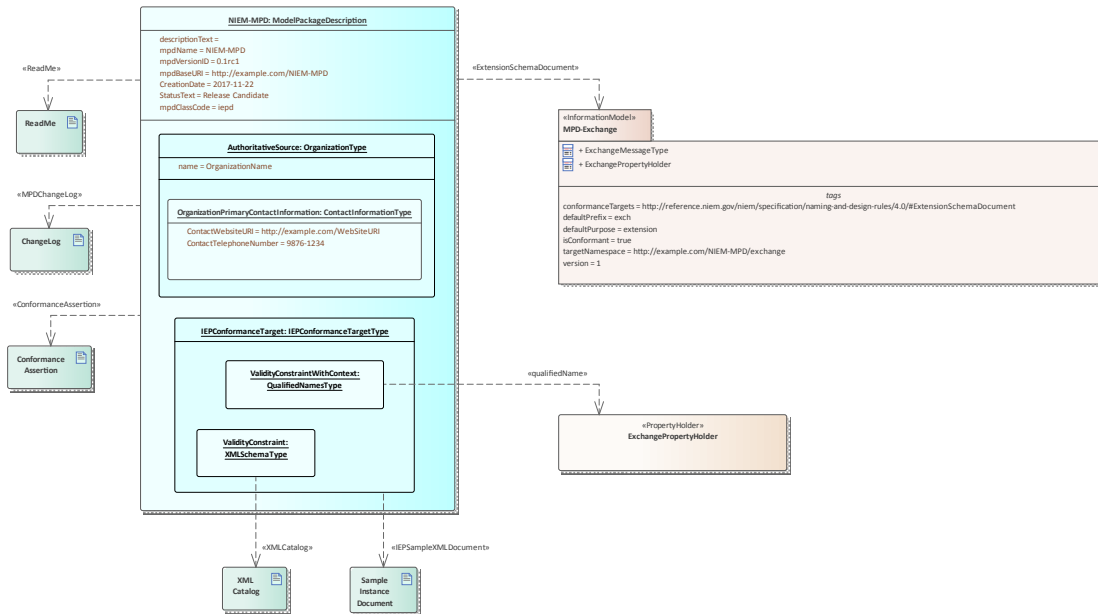 NIEM-MPD: ModelPackageDescription
descriptionText =
mpdName = NIEM-MPD
mpdVersionID = 0.1rc1
mpdBaseURI = http://example.com/NIEM-MPD
CreationDate = 2017-11-22
StatusText = Release Candidate
mpdClassCode = iepd
«ReadMe»
ReadMe
«MPDChangeLog»
ChangeLog
«ConformanceAssertion»
Conformance
Assertion
AuthoritativeSource: OrganizationType
name = OrganizationName
OrganizationPrimaryContactInformation: ContactInformationType
ContactWebsiteURI = http://example.com/WebSiteURI
ContactTelephoneNumber = 9876-1234
IEPConformanceTarget: IEPConformanceTargetType
ValidityConstraintWithContext:
QualifiedNamesType
ValidityConstraint:
XMLSchemaType
«ExtensionSchemaDocument»
«InformationModel»
MPD-Exchange
+ ExchangeMessageType
+ ExchangePropertyHolder
tags
conformanceTargets = http://reference.niem.gov/niem/specification/naming-and-design-rules/4.0/#ExtensionSchemaDocument
defaultPrefix = exch
defaultPurpose = extension
isConformant = true
targetNamespace = http://example.com/NIEM-MPD/exchange
version = 1
«qualifiedName»
«PropertyHolder»
ExchangePropertyHolder
«XMLCatalog»
XML
Catalog
«IEPSampleXMLDocument»
Sample
Instance
Document